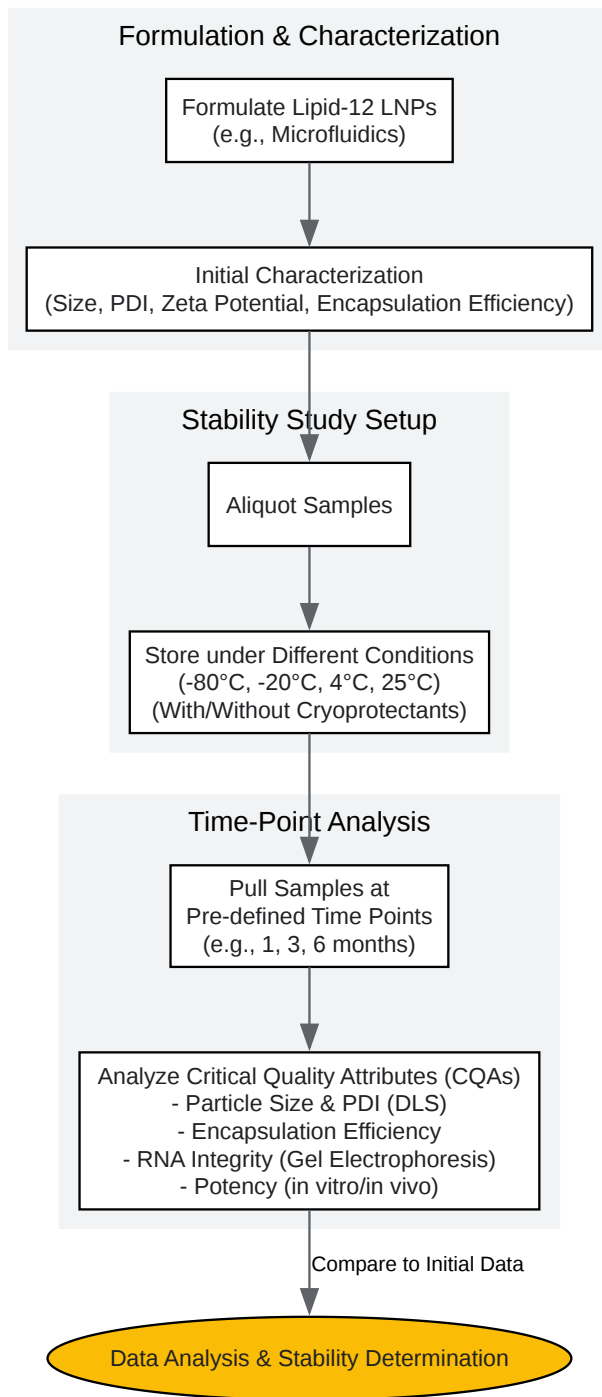 Formulation & Characterization
Formulate Lipid-12 LNPs
(e.g., Microfluidics)
Initial Characterization
(Size, PDI, Zeta Potential, Encapsulation Efficiency)
Stability Study Setup
Aliquot Samples
Store under Different Conditions
(-80°C, -20°C, 4°C, 25°C)
(With/Without Cryoprotectants)
Time-Point Analysis
Pull Samples at
Pre-defined Time Points
(e.g., 1, 3, 6 months)
Analyze Critical Quality Attributes (CQAs)
- Particle Size & PDI (DLS)
- Encapsulation Efficiency
- RNA Integrity (Gel Electrophoresis)
- Potency (in vitro/in vivo)
Compare to Initial Data
Data Analysis & Stability Determination